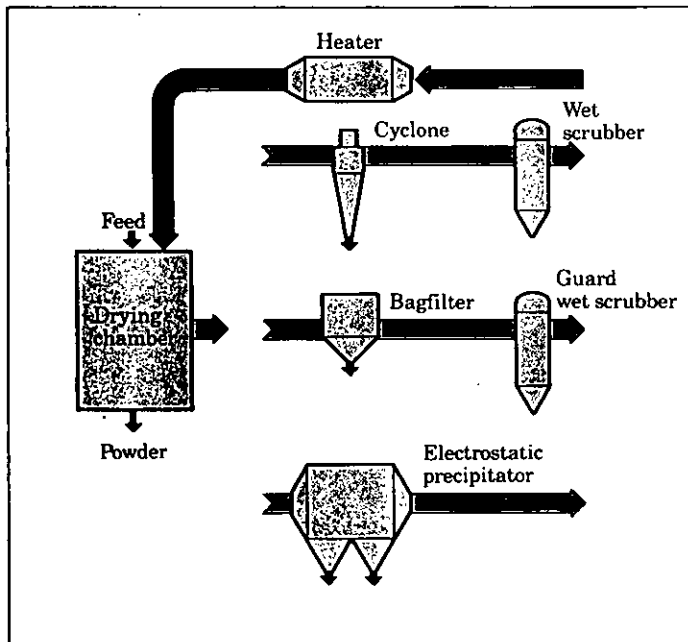 Heater
Cyclone
Wet
scrubber
Feed
Drying
chamber
Bagfilter
Guard
wet scrubber
Powder
Electrostatic
precipitator